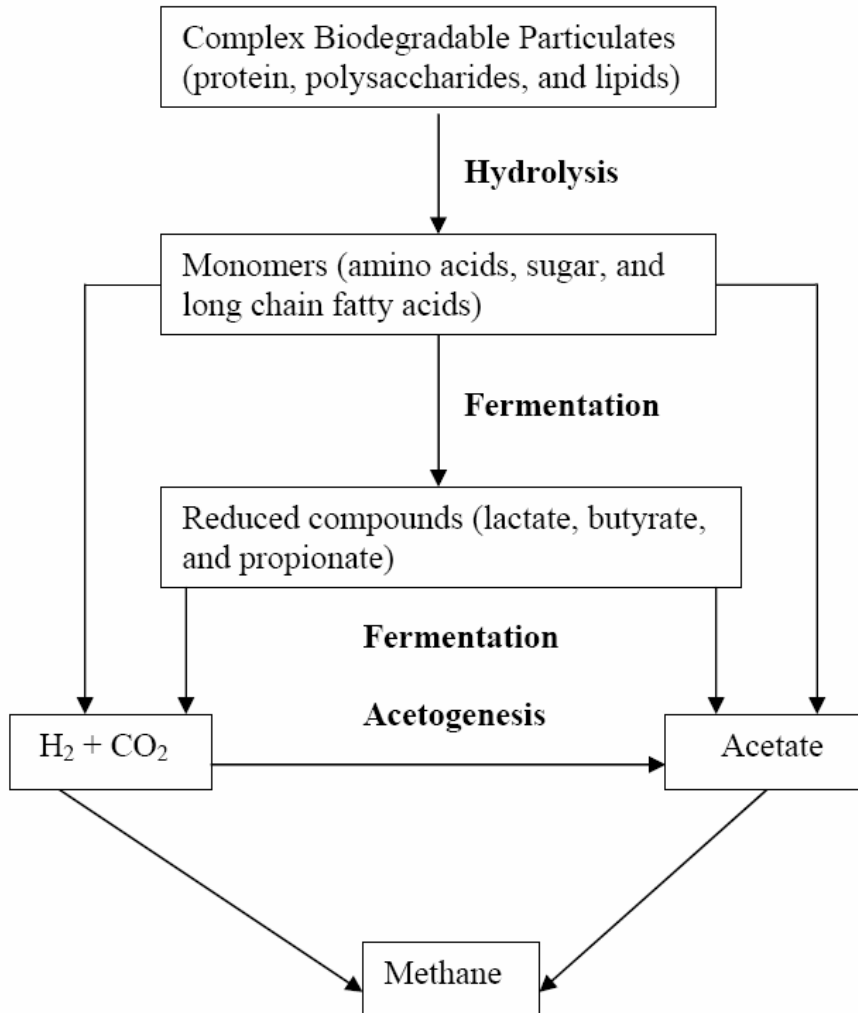 Complex Biodegradable Particulates
(protein, polysaccharides, and lipids)
Hydrolysis
Monomers (amino acids, sugar, and
long chain fatty acids)
Fermentation
Reduced compounds (lactate, butyrate,
and propionate)
Fermentation
Acetogenesis
H₂ + CO₂
Acetate
Methane